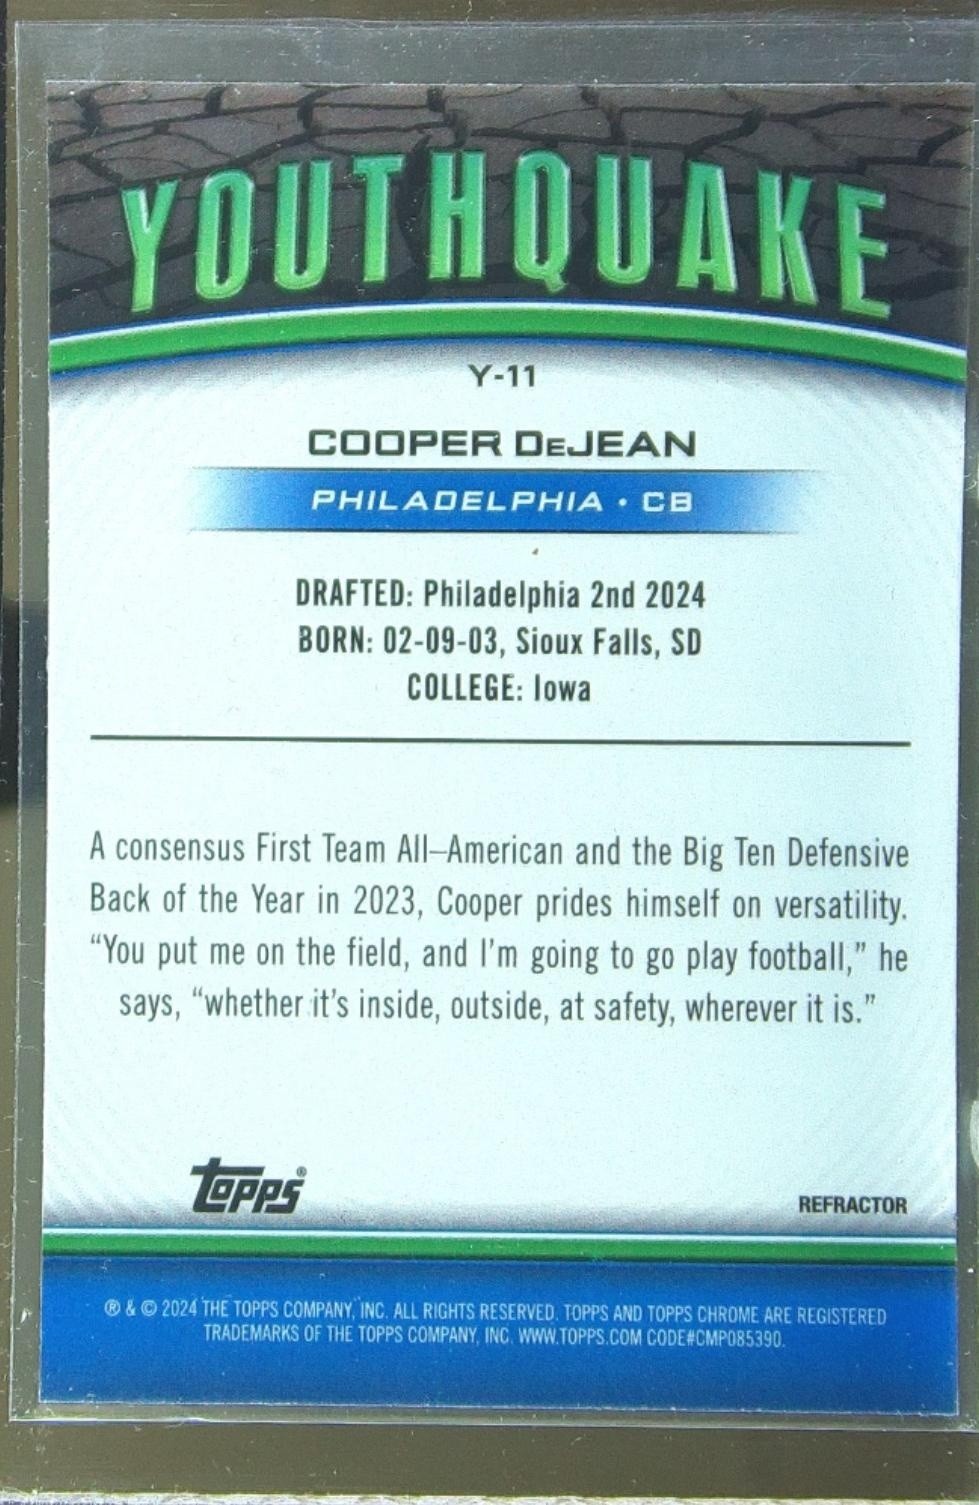 YOUTHQUAKE
Y-11
COOPER DeJEAN
PHILADELPHIA • CB
DRAFTED: Philadelphia 2nd 2024
BORN: 02-09-03, Sioux Falls, SD
COLLEGE: Iowa
A consensus First Team All–American and the Big Ten Defensive
Back of the Year in 2023, Cooper prides himself on versatility.
“You put me on the field, and I’m going to go play football,” he
says, “whether it’s inside, outside, at safety, wherever it is.”
Topps®
REFRACTOR
® & © 2024 THE TOPPS COMPANY, INC. ALL RIGHTS RESERVED. TOPPS AND TOPPS CHROME ARE REGISTERED
TRADEMARKS OF THE TOPPS COMPANY, INC. WWW.TOPPS.COM CODE#CMP085390.